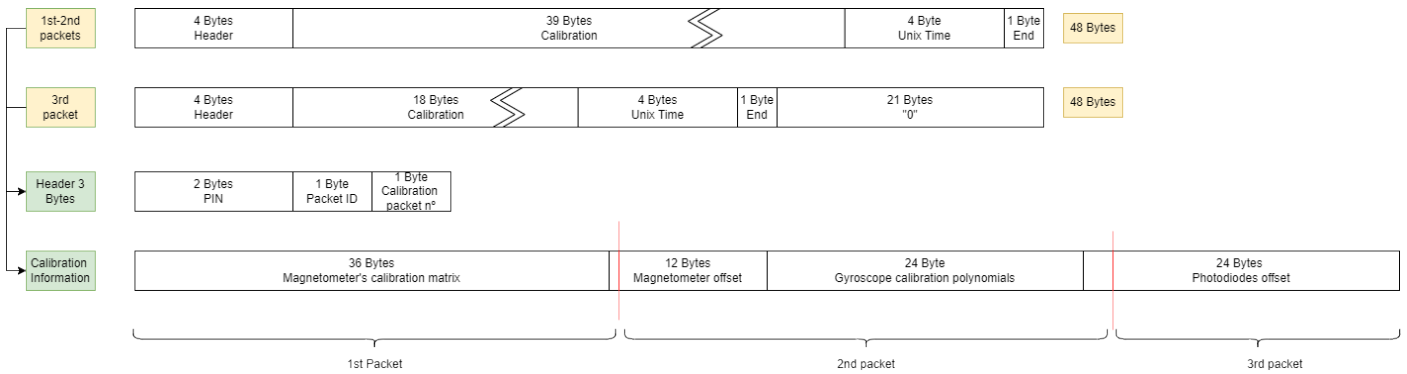 1st-2nd
packets
4 Bytes
Header
39 Bytes
Calibration
4 Byte
Unix Time
1 Byte
End
48 Bytes
3rd
packet
4 Bytes
Header
18 Bytes
Calibration
4 Bytes
Unix Time
1 Byte
End
21 Bytes
"0"
48 Bytes
Header 3
Bytes
2 Bytes
PIN
1 Byte
Packet ID
1 Byte
Calibration
packet nº
Calibration
Information
36 Bytes
Magnetometer's calibration matrix
12 Bytes
Magnetometer offset
24 Byte
Gyroscope calibration polynomials
24 Bytes
Photodiodes offset
1st Packet
2nd packet
3rd packet